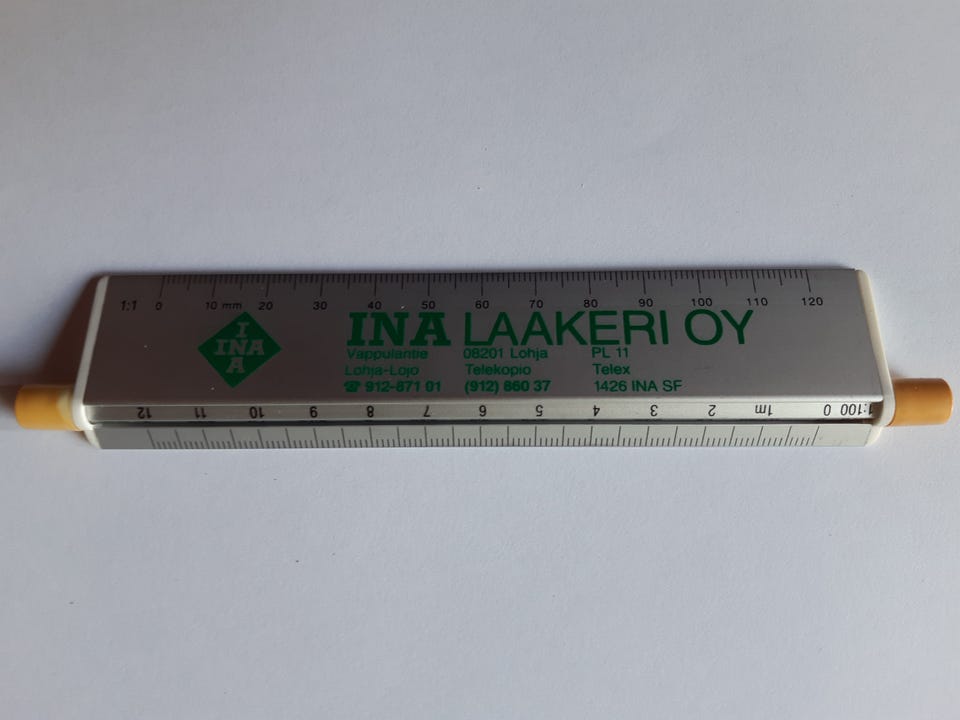 1:1 0 10 mm 20 30 40 50 60 70 80 90 100 110 120
I
INA
A
INA LAAKERI OY
Vappulantie 08201 Lohja PL 11
Lohja-Lojo Telekopio Telex
☎ 912-871 01 (912) 860 37 1426 INA SF
1:100 0 1m 2 3 4 5 6 7 8 9 10 11 12